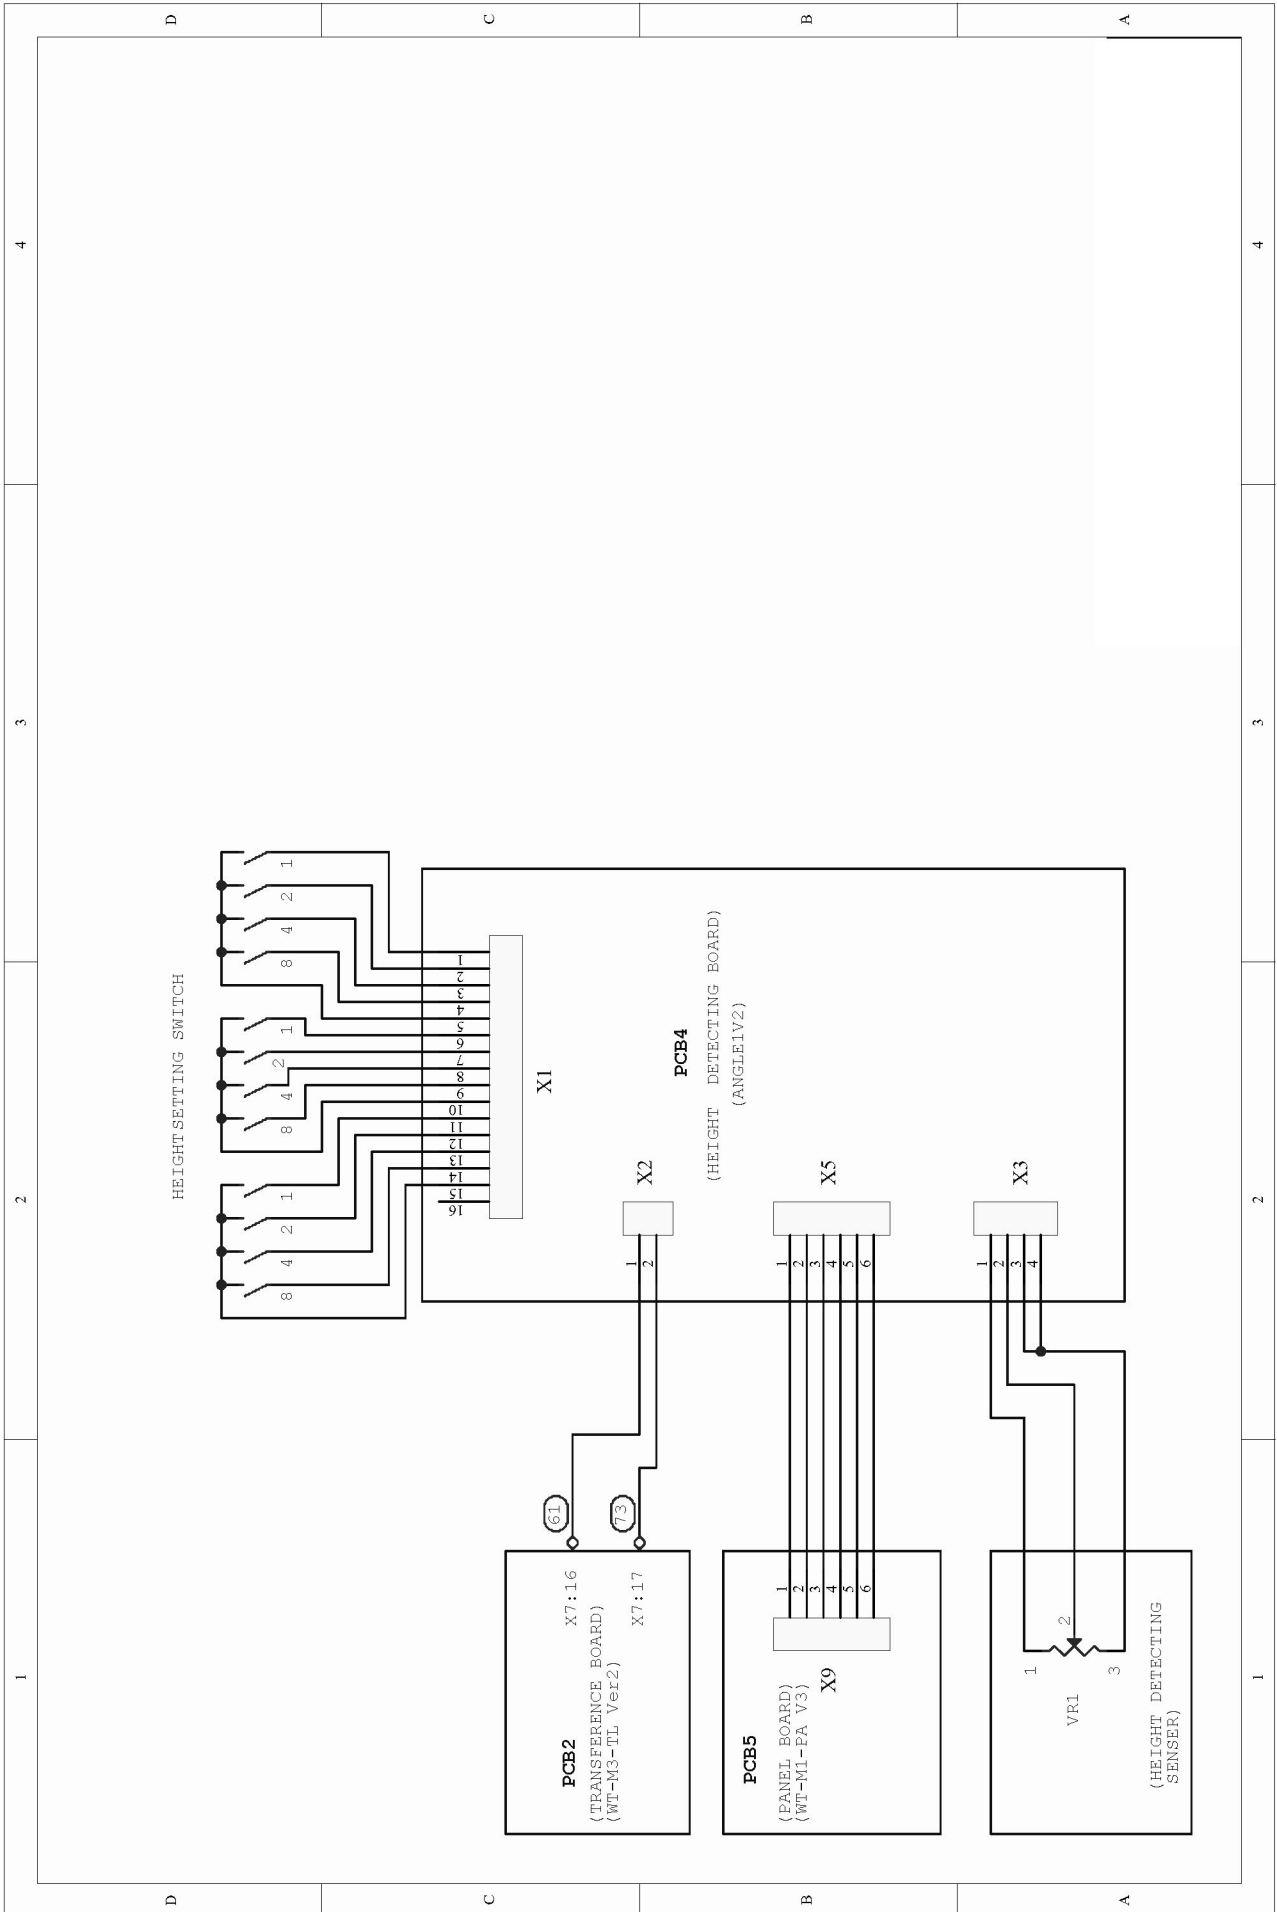 D
C
B
A
4
4
3
3
2
2
1
1
D
C
B
A
HEIGHTSETTING SWITCH
8
4
2
1
8
4
2
1
8
4
2
1
16
15
14
13
12
11
10
9
8
7
6
5
4
3
2
1
X1
PCB4
(HEIGHT DETECTING BOARD)
(ANGLE1V2)
X2
1
2
X5
1
2
3
4
5
6
X3
1
2
3
4
61
73
X7:16
X7:17
PCB2
(TRANSFERENCE BOARD)
(WT-M3-TL Ver2)
1
2
3
4
5
6
X9
PCB5
(PANEL BOARD)
(WT-M1-PA V3)
1
2
3
VR1
(HEIGHT DETECTING
SENSER)